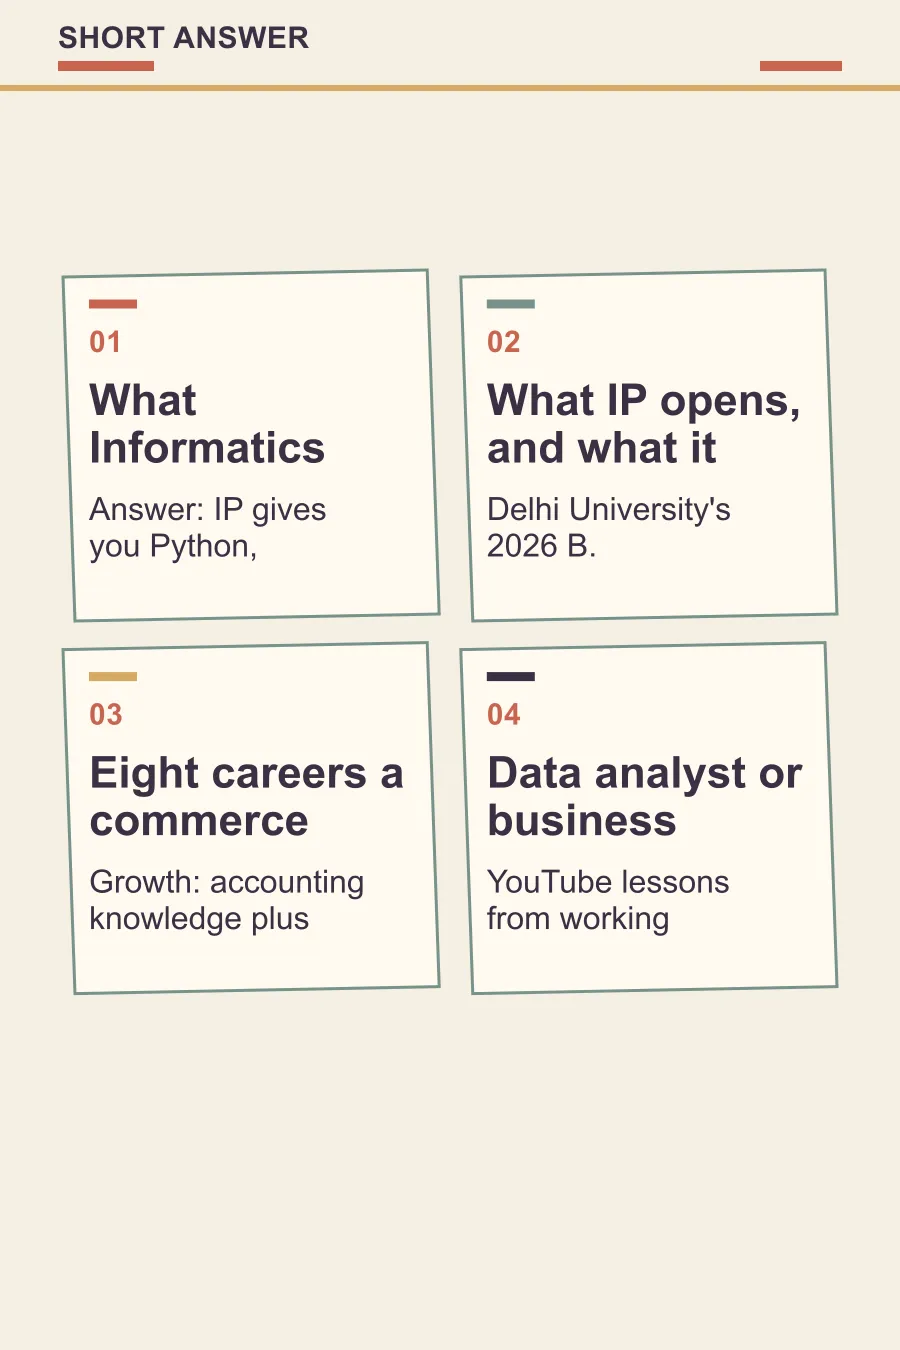 SHORT ANSWER
01
What
Informatics
Answer: IP gives
you Python,
02
What IP opens,
and what it
Delhi University's
2026 B.
03
Eight careers a
commerce
Growth: accounting
knowledge plus
04
Data analyst or
business
YouTube lessons
from working